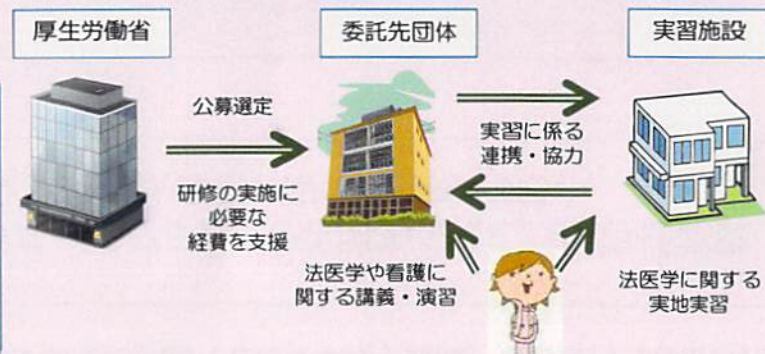 厚生労働省
委託先団体
実習施設
公募選定
研修の実施に
必要な
経費を支援
実習に係る
連携・協力
法医学や看護に
関する講義・演習
法医学に関する
実地実習